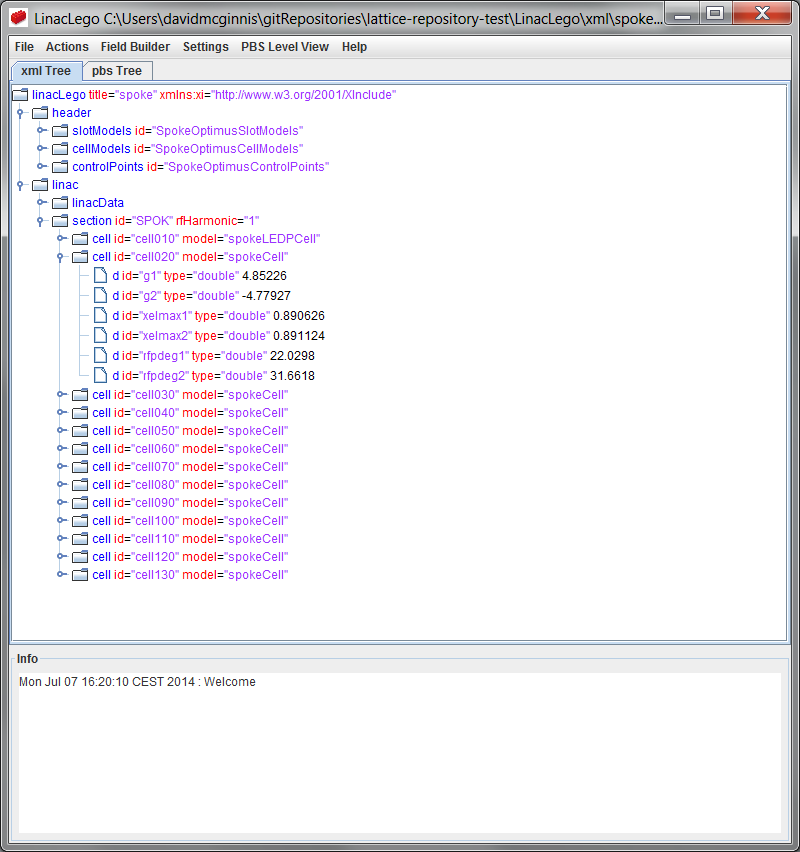 LinacLego C:\Users\davidmcginnis\gitRepositories\lattice-repository-test\LinacLego\xml\spoke...
File Actions Field Builder Settings PBS Level View Help
xml Tree pbs Tree
linacLego title="spoke" xmlns:xi="http://www.w3.org/2001/XInclude"
header
slotModels id="SpokeOptimusSlotModels"
cellModels id="SpokeOptimusCellModels"
controlPoints id="SpokeOptimusControlPoints"
linac
linacData
section id="SPOK" rfHarmonic="1"
cell id="cell010" model="spokeLEDPCell"
cell id="cell020" model="spokeCell"
d id="g1" type="double" 4.85226
d id="g2" type="double" -4.77927
d id="xelmax1" type="double" 0.890626
d id="xelmax2" type="double" 0.891124
d id="rfpdeg1" type="double" 22.0298
d id="rfpdeg2" type="double" 31.6618
cell id="cell030" model="spokeCell"
cell id="cell040" model="spokeCell"
cell id="cell050" model="spokeCell"
cell id="cell060" model="spokeCell"
cell id="cell070" model="spokeCell"
cell id="cell080" model="spokeCell"
cell id="cell090" model="spokeCell"
cell id="cell100" model="spokeCell"
cell id="cell110" model="spokeCell"
cell id="cell120" model="spokeCell"
cell id="cell130" model="spokeCell"
Info
Mon Jul 07 16:20:10 CEST 2014 : Welcome